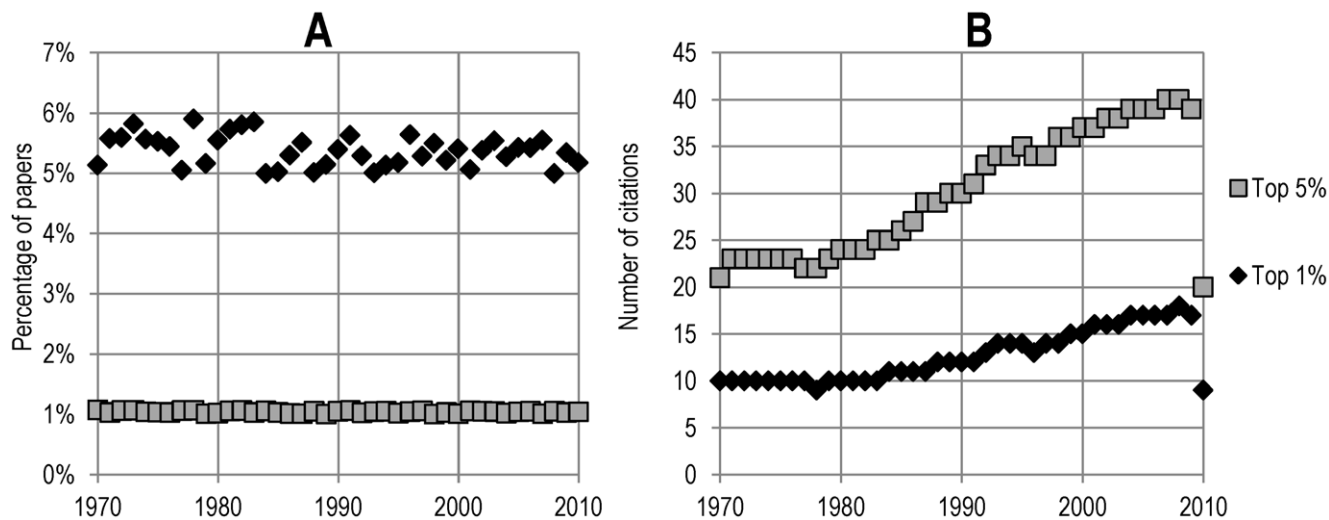 A
Percentage of papers
7%
6%
5%
4%
3%
2%
1%
0%
1970 1980 1990 2000 2010
B
Number of citations
45
40
35
30
25
20
15
10
5
0
1970 1980 1990 2000 2010
Top 5%
Top 1%